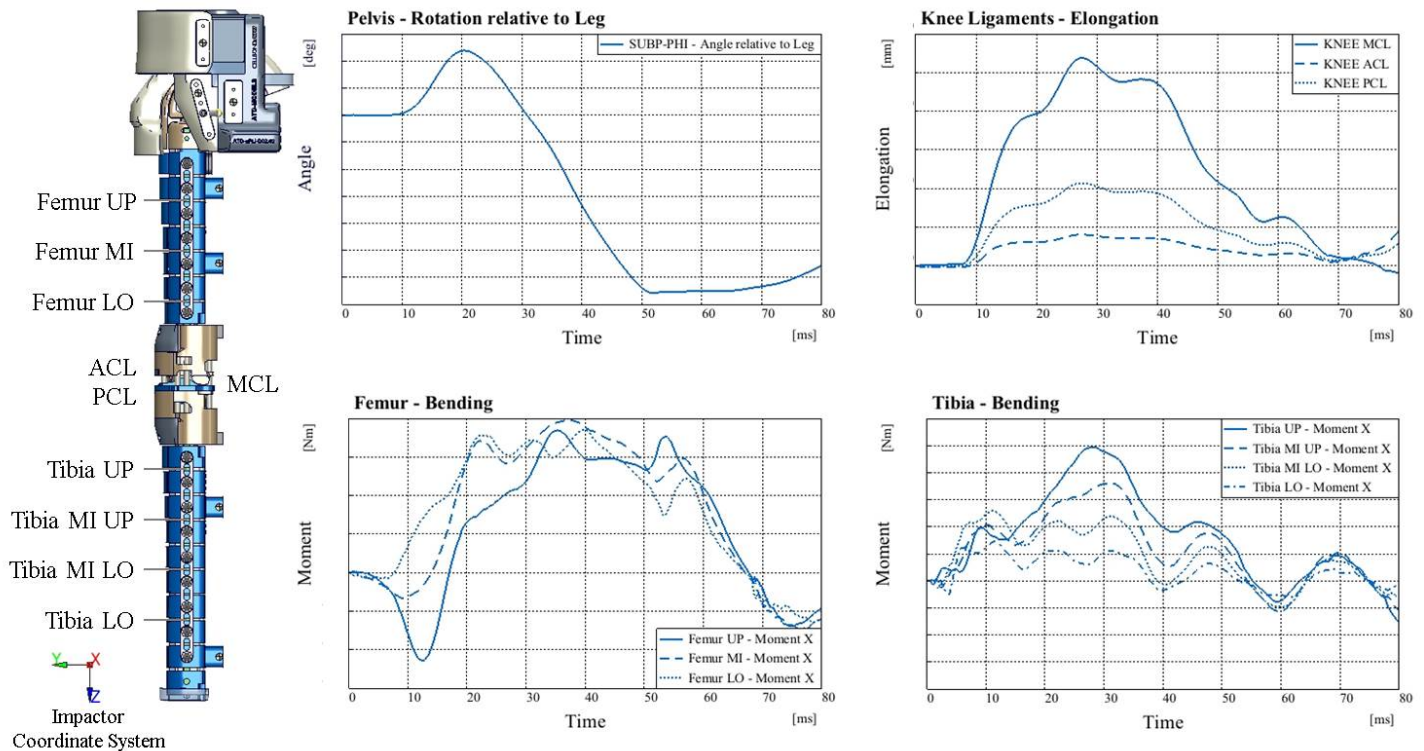 Femur UP
Femur MI
Femur LO
ACL
PCL
MCL
Tibia UP
Tibia MI UP
Tibia MI LO
Tibia LO
Y
X
Z
Impactor
Coordinate System
Pelvis - Rotation relative to Leg
[deg]
Angle
SUBP-PHI - Angle relative to Leg
0 10 20 30 40 50 60 70 80
Time
[ms]
Knee Ligaments - Elongation
[mm]
Elongation
KNEE MCL
KNEE ACL
KNEE PCL
0 10 20 30 40 50 60 70 80
Time
[ms]
Femur - Bending
[Nm]
Moment
Femur UP - Moment X
Femur MI - Moment X
Femur LO - Moment X
0 10 20 30 40 50 60 70 80
Time
[ms]
Tibia - Bending
[Nm]
Moment
Tibia UP - Moment X
Tibia MI UP - Moment X
Tibia MI LO - Moment X
Tibia LO - Moment X
0 10 20 30 40 50 60 70 80
Time
[ms]